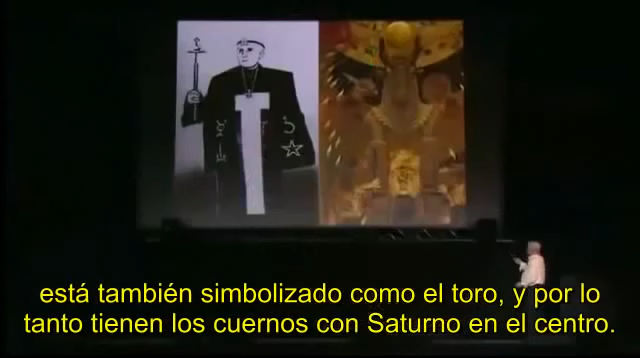 está también simbolizado como el toro, y por lo
tanto tienen los cuernos con Saturno en el centro.